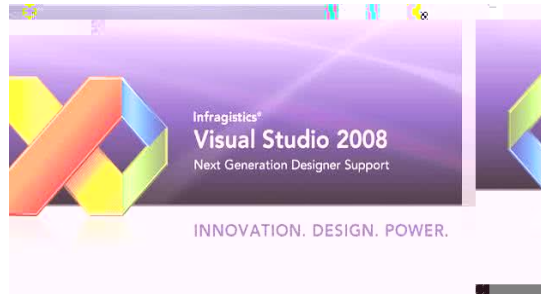 Infragistics®
Visual Studio 2008
Next Generation Designer Support
INNOVATION. DESIGN. POWER.